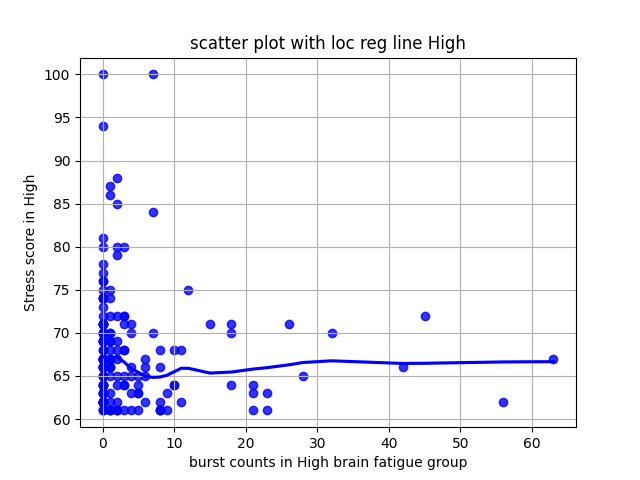 scatter plot with loc reg line High
Stress score in High
100
95
90
85
80
75
70
65
60
0 10 20 30 40 50 60
burst counts in High brain fatigue group